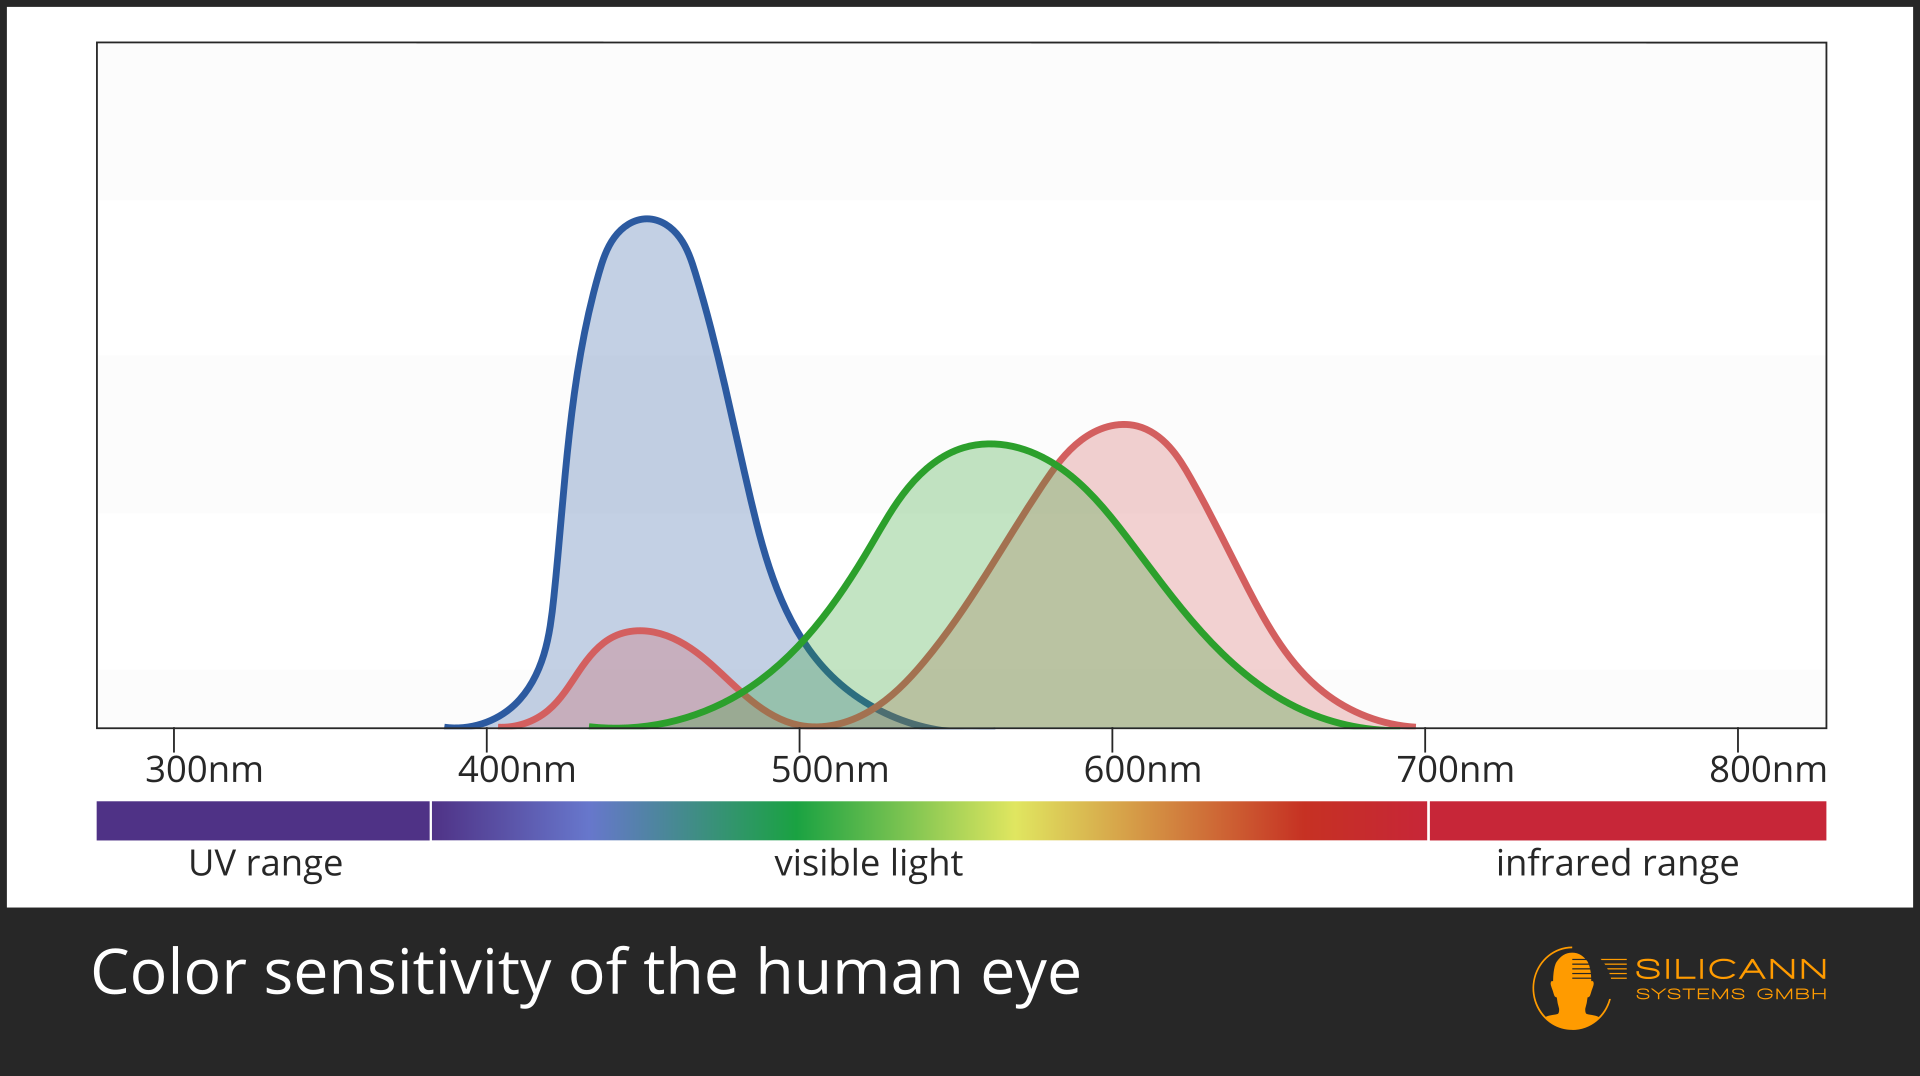 300nm 400nm 500nm 600nm 700nm 800nm
UV range visible light infrared range
Color sensitivity of the human eye
SILICANN
SYSTEMS GMBH